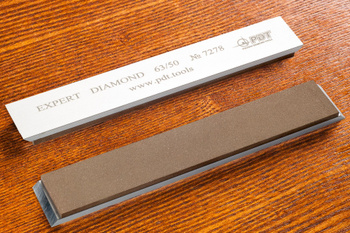 PDT
EXPERT DIAMOND 63/50 № 7278
www.pdt.tools